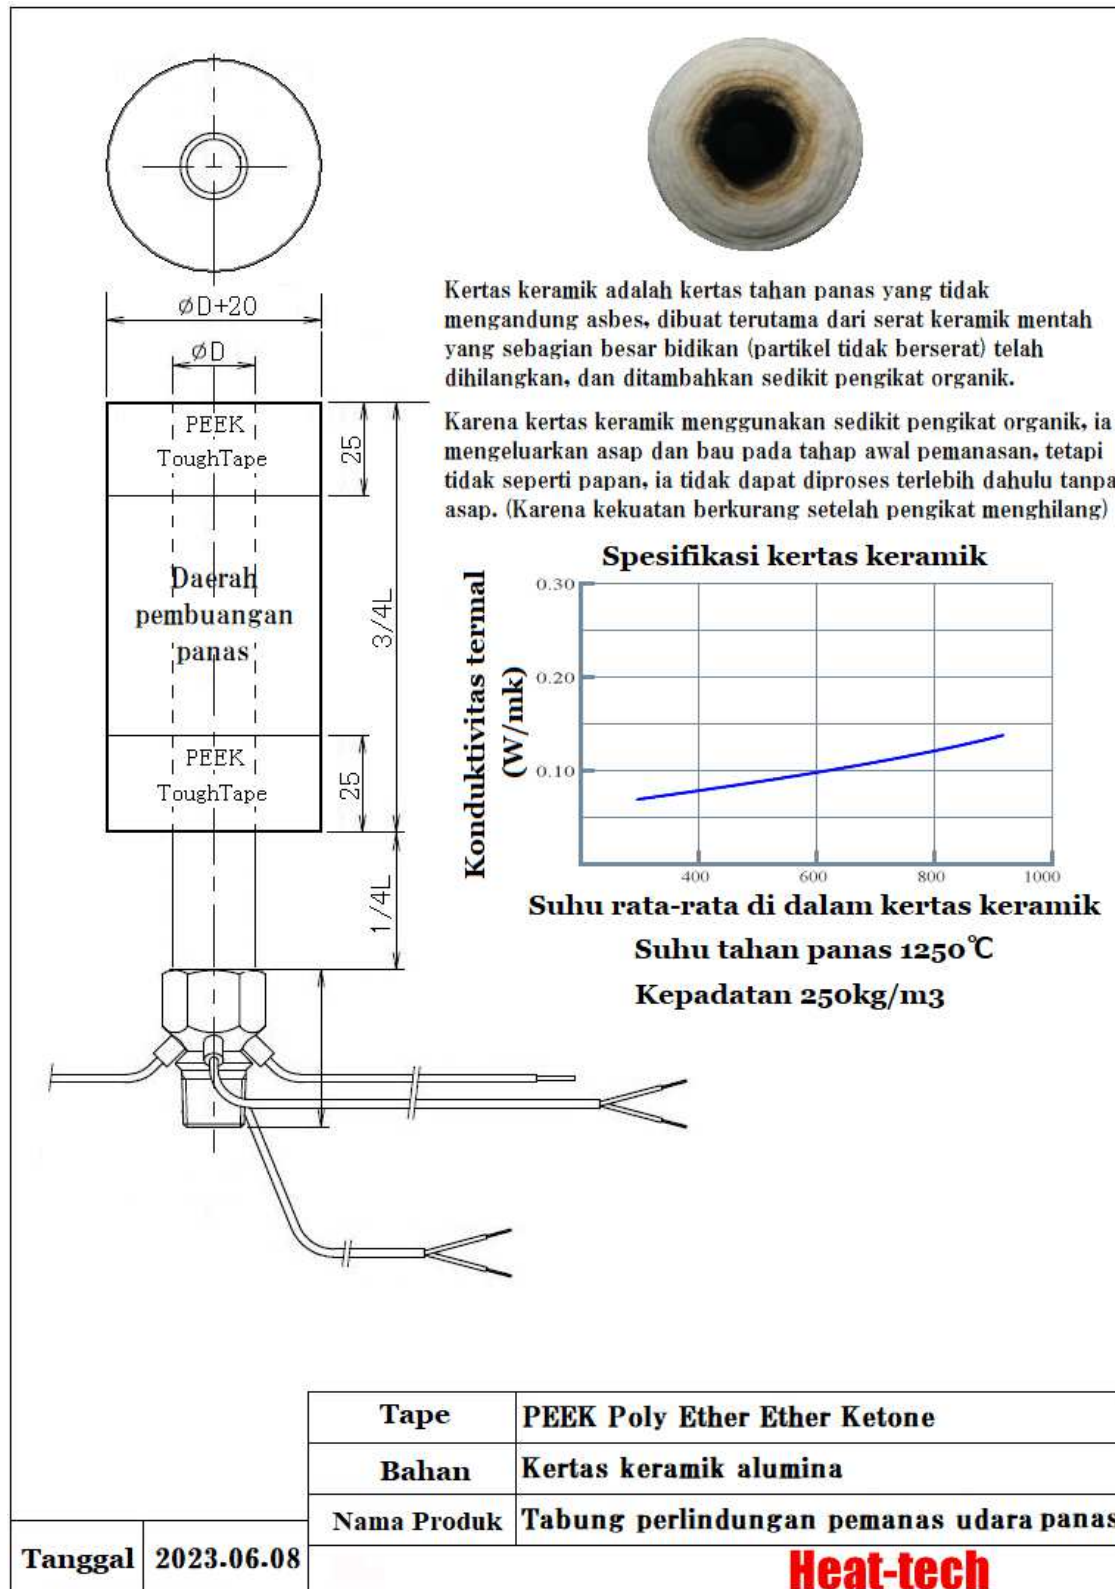 ϕD+20
ϕD
PEEK
ToughTape
25
Daerah
pembuangan
panas
3/4L
PEEK
ToughTape
25
1/4L
Kertas keramik adalah kertas tahan panas yang tidak
mengandung asbes, dibuat terutama dari serat keramik mentah
yang sebagian besar bidikan (partikel tidak berserat) telah
dihilangkan, dan ditambahkan sedikit pengikat organik.
Karena kertas keramik menggunakan sedikit pengikat organik, ia
mengeluarkan asap dan bau pada tahap awal pemanasan, tetapi
tidak seperti papan, ia tidak dapat diproses terlebih dahulu tanpa
asap. (Karena kekuatan berkurang setelah pengikat menghilang)
Spesifikasi kertas keramik
Konduktivitas termal
(W/mk)
0.30
0.20
0.10
400 600 800 1000
Suhu rata-rata di dalam kertas keramik
Suhu tahan panas 1250℃
Kepadatan 250kg/m3
Tape PEEK Poly Ether Ether Ketone
Bahan Kertas keramik alumina
Nama Produk Tabung perlindungan pemanas udara panas
Tanggal 2023.06.08
Heat-tech